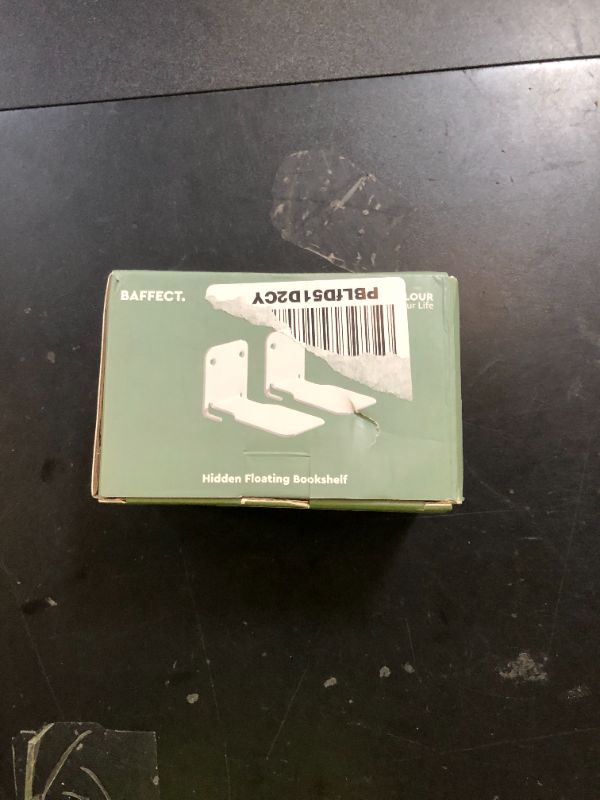 BAFFECT.
PBLfD51D2CY
LOUR
ur Life
Hidden Floating Bookshelf